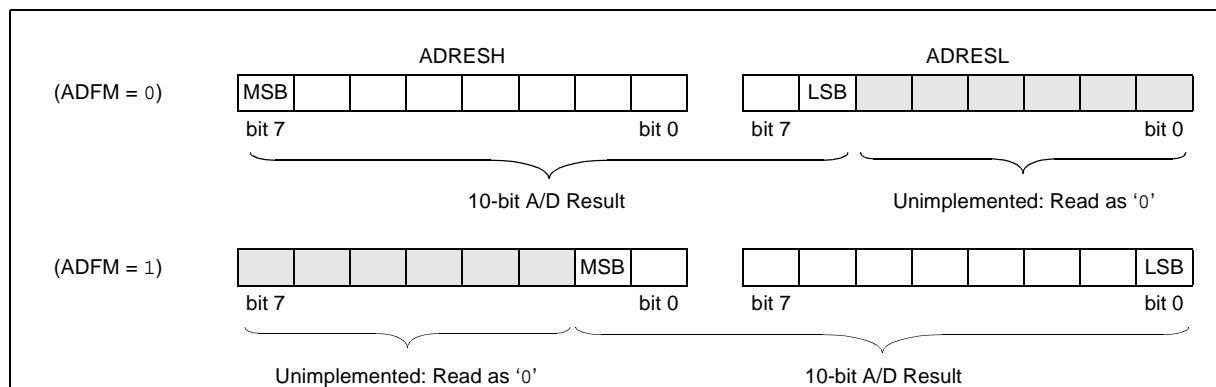 ADRESH ADRESL
(ADFM = 0) MSB LSB
bit 7 bit 0 bit 7 bit 0
10-bit A/D Result Unimplemented: Read as ‘0’
(ADFM = 1) MSB LSB
bit 7 bit 0 bit 7 bit 0
Unimplemented: Read as ‘0’ 10-bit A/D Result